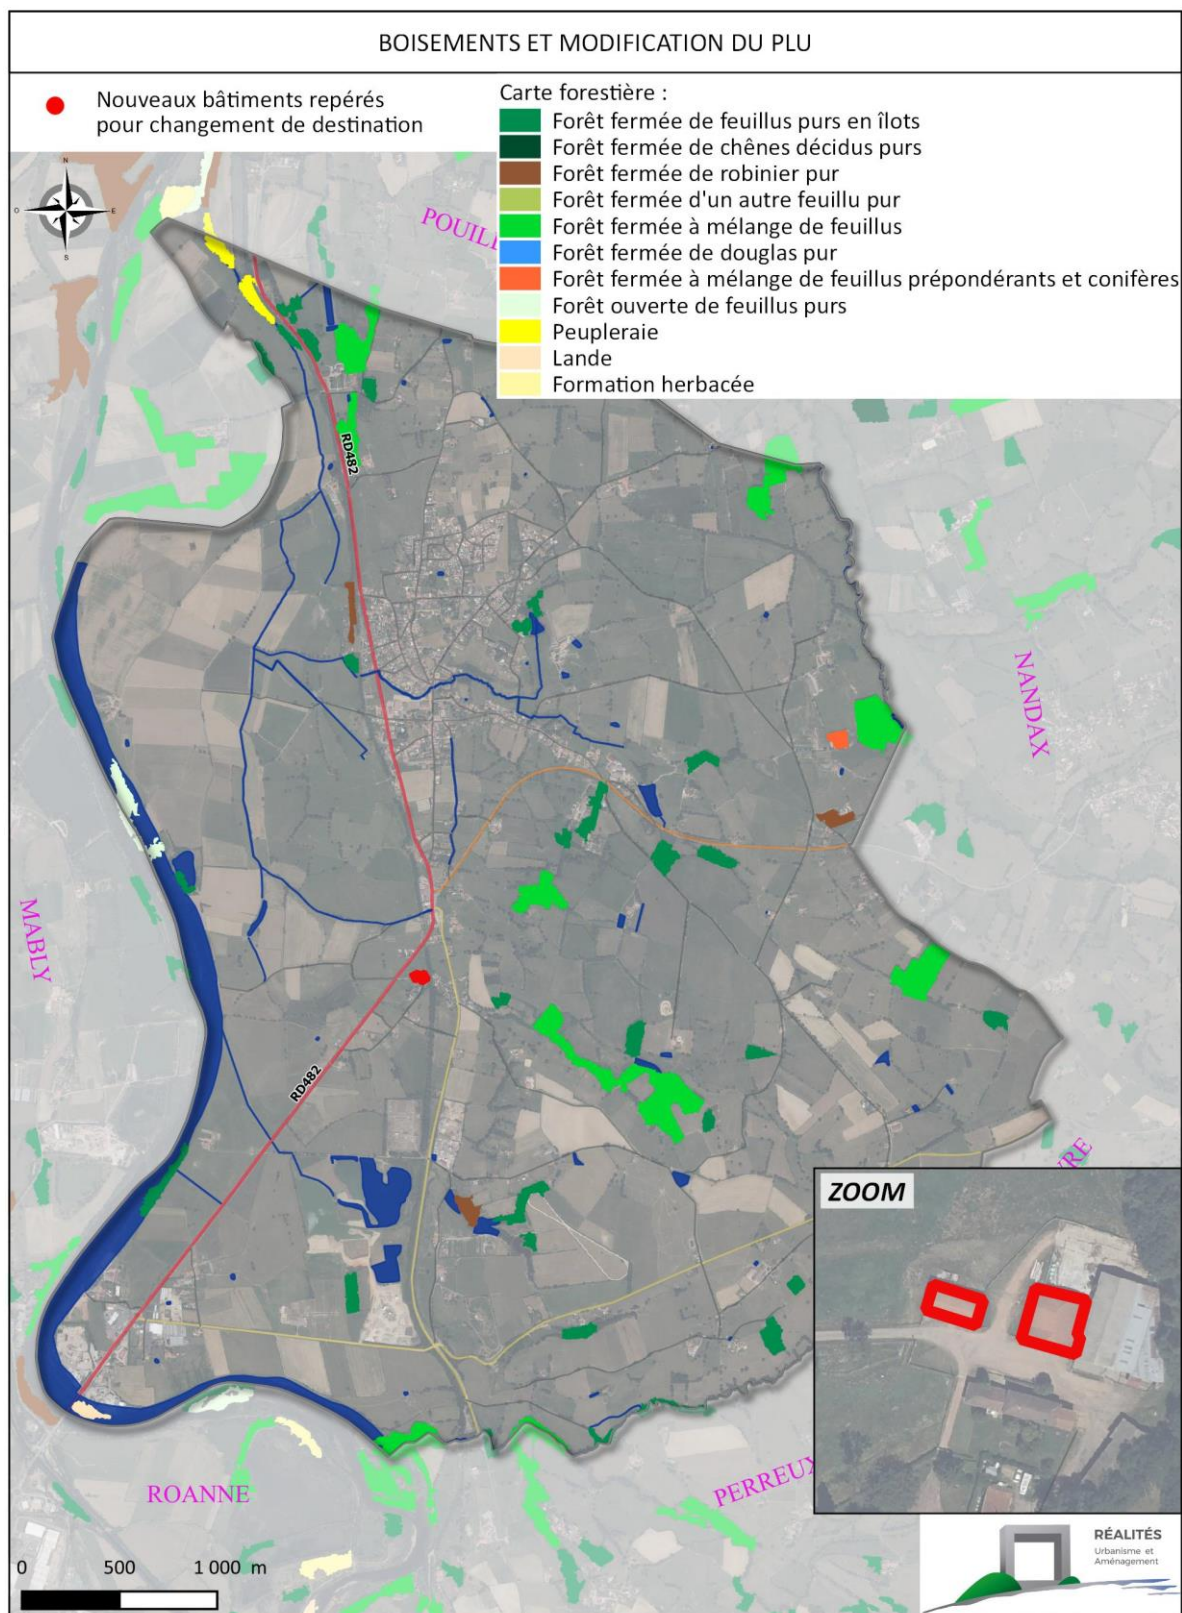 BOISEMENTS ET MODIFICATION DU PLU
Nouveaux bâtiments repérés
pour changement de destination
Carte forestière :
Forêt fermée de feuillus purs en îlots
Forêt fermée de chênes décidus purs
Forêt fermée de robinier pur
Forêt fermée d'un autre feuillu pur
Forêt fermée à mélange de feuillus
Forêt fermée de douglas pur
Forêt fermée à mélange de feuillus prépondérants et conifères
Forêt ouverte de feuillus purs
Peupleraie
Lande
Formation herbacée
N
O
E
S
POUIL
RD482
NANDAX
MABLY
RD482
VRE
ZOOM
ROANNE
PERREUX
0 500 1 000 m
RÉALITÉS
Urbanisme et
Aménagement